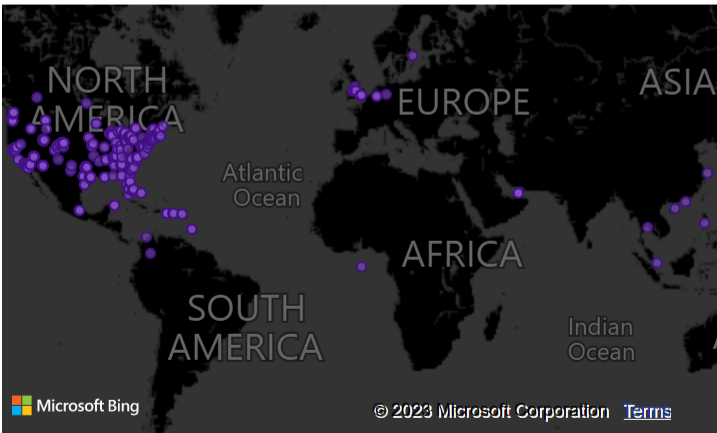 NORTH
AMERICA
ASIA
EUROPE
Atlantic
Ocean
AFRICA
SOUTH
AMERICA
Indian
Ocean
A
Microsoft Bing
© 2023 Microsoft Corporation Terms